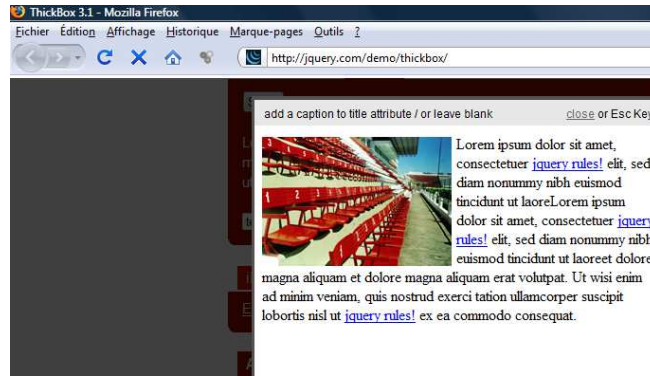 ThickBox 3.1 - Mozilla Firefox
Fichier Édition Affichage Historique Marque-pages Outils ?
http://jquery.com/demo/thickbox/
add a caption to title attribute / or leave blank close or Esc Key
Lorem ipsum dolor sit amet,
consectetuer jquery rules! elit, sed
diam nonummy nibh euismod
tincidunt ut laoreLorem ipsum
dolor sit amet, consectetuer jquery
rules! elit, sed diam nonummy nibh
euismod tincidunt ut laoreet dolore
magna aliquam et dolore magna aliquam erat volutpat. Ut wisi enim
ad minim veniam, quis nostrud exerci tation ullamcorper suscipit
lobortis nisl ut jquery rules! ex ea commodo consequat.